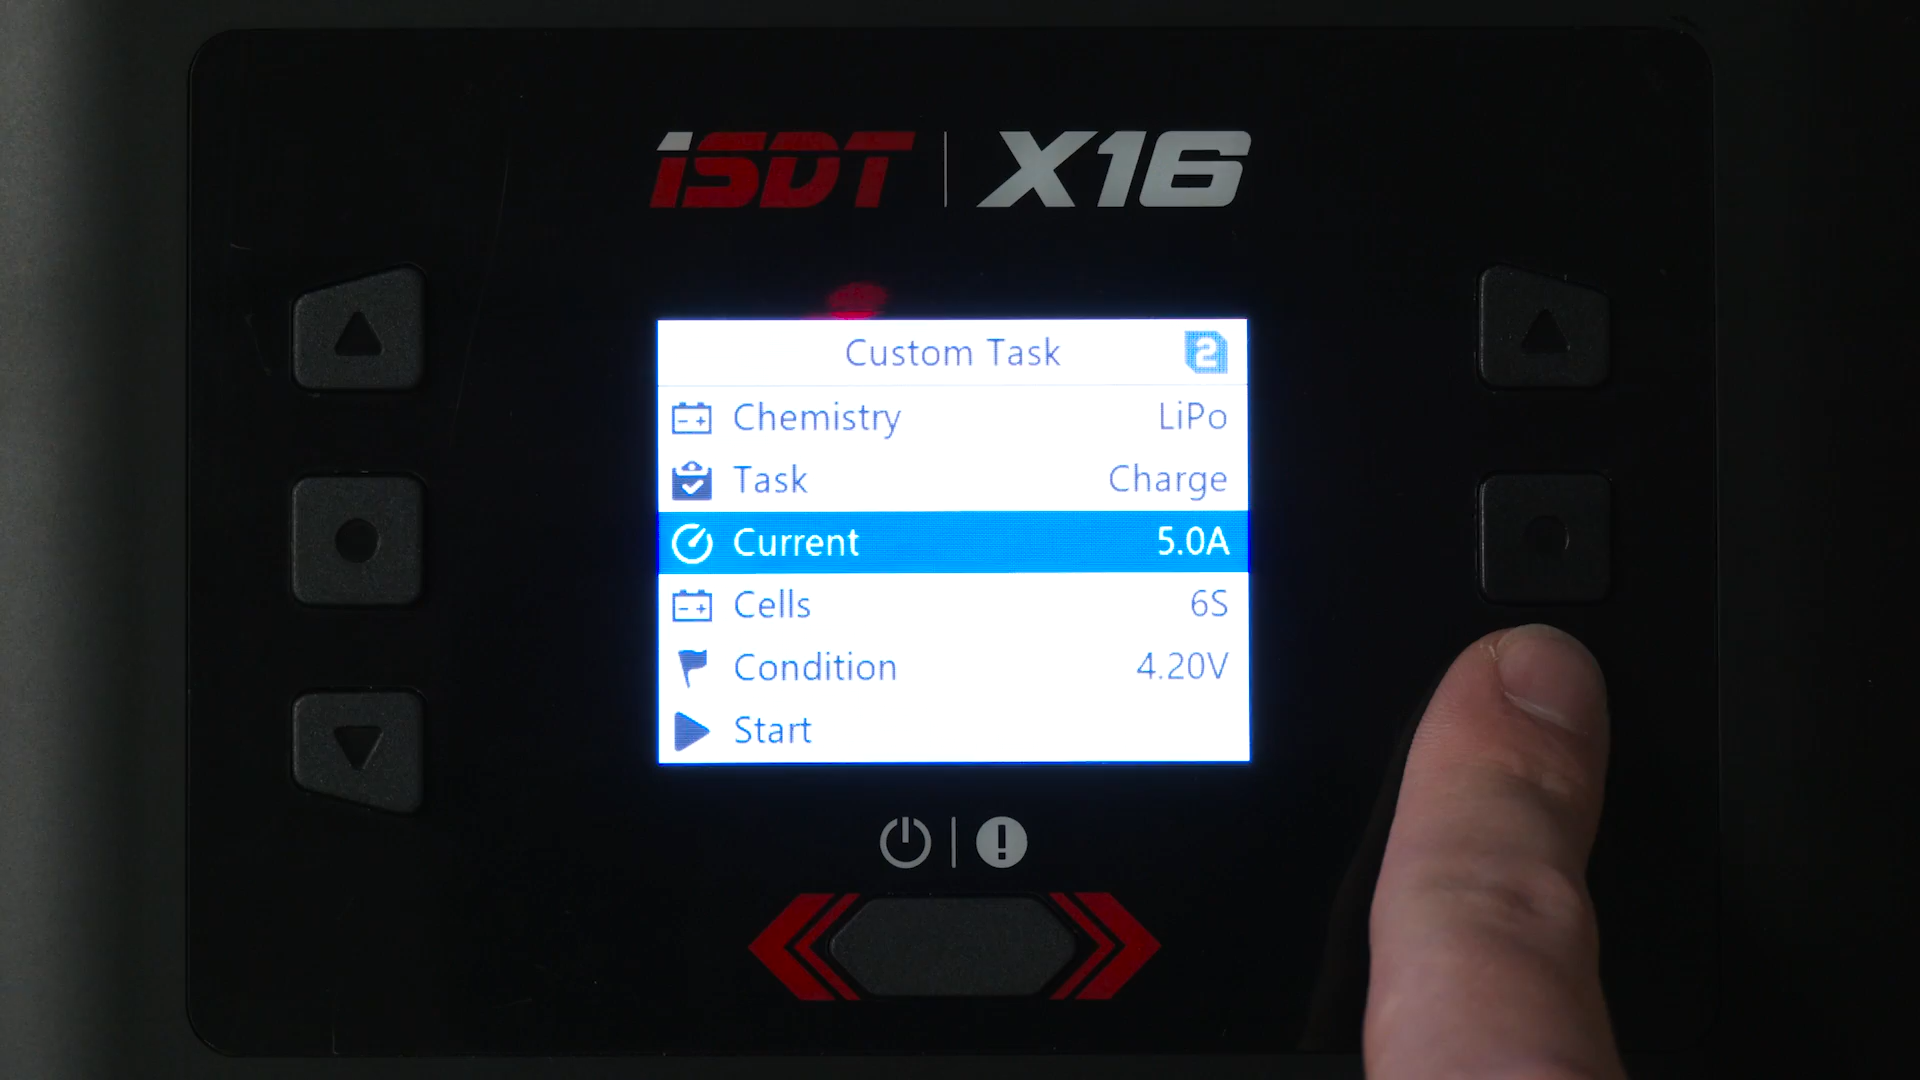 iSDT X16
Custom Task 2
Chemistry LiPo
Task Charge
Current 5.0A
Cells 6S
Condition 4.20V
Start